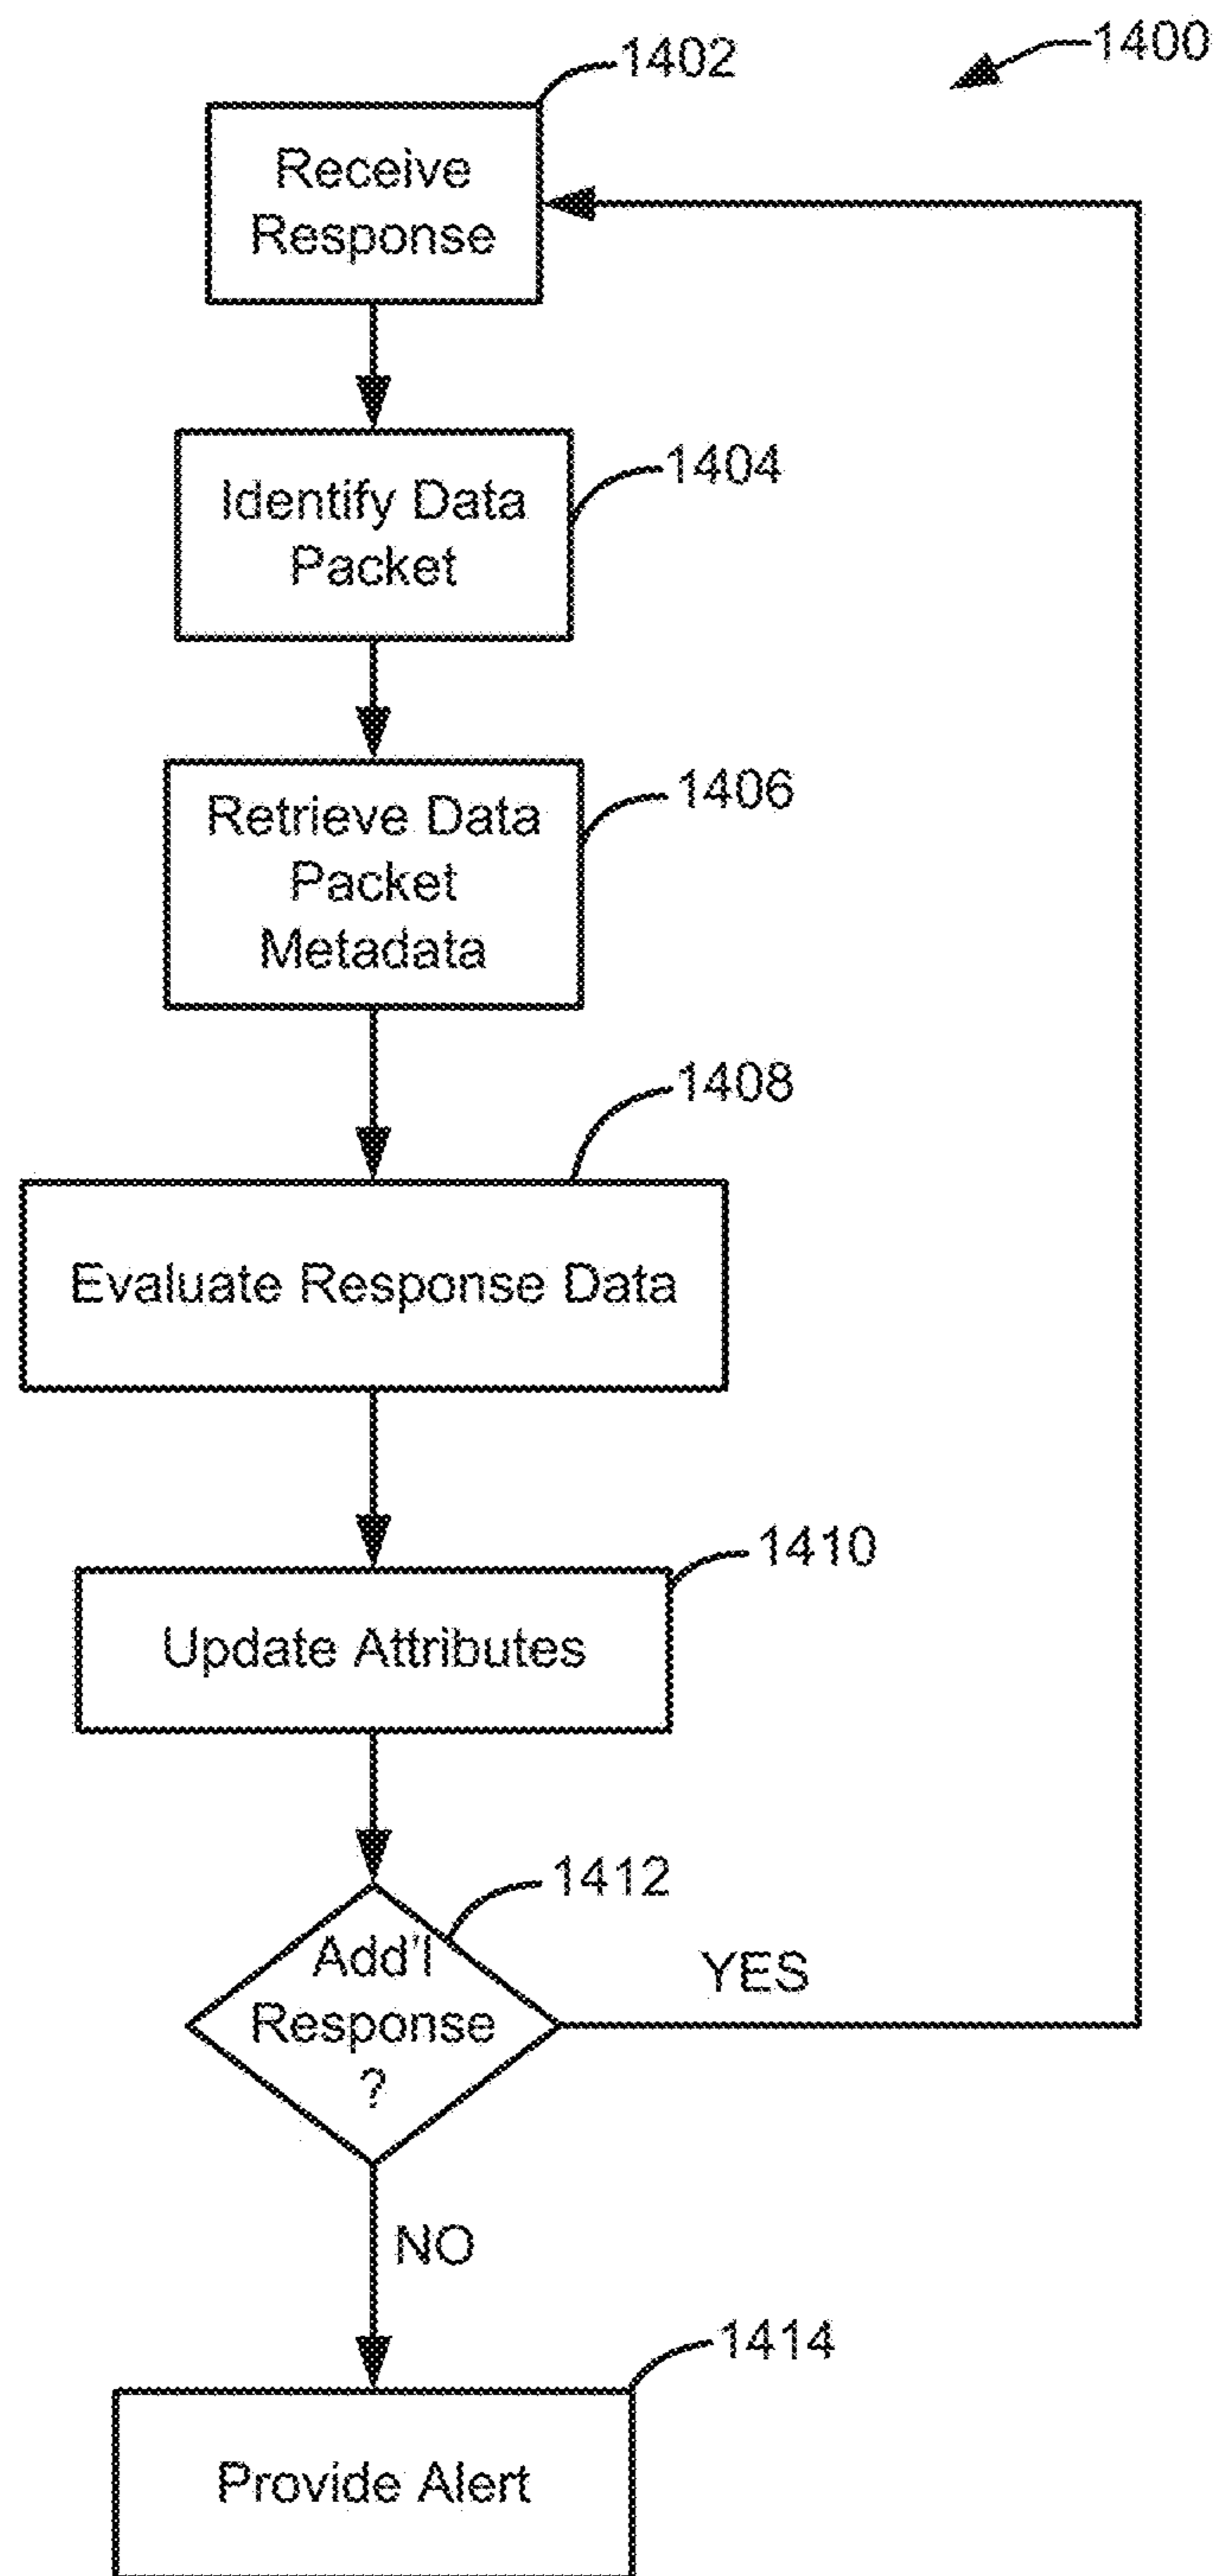 1400
1402
Receive
Response
1404
Identify Data
Packet
1406
Retrieve Data
Packet
Metadata
1408
Evaluate Response Data
1410
Update Attributes
1412
Add'l
Response
?
YES
NO
1414
Provide Alert